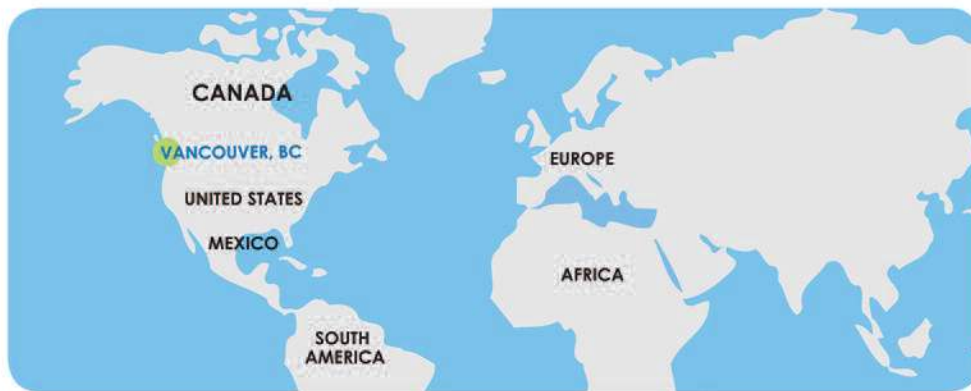 CANADA
VANCOUVER, BC
EUROPE
UNITED STATES
MEXICO
AFRICA
SOUTH
AMERICA